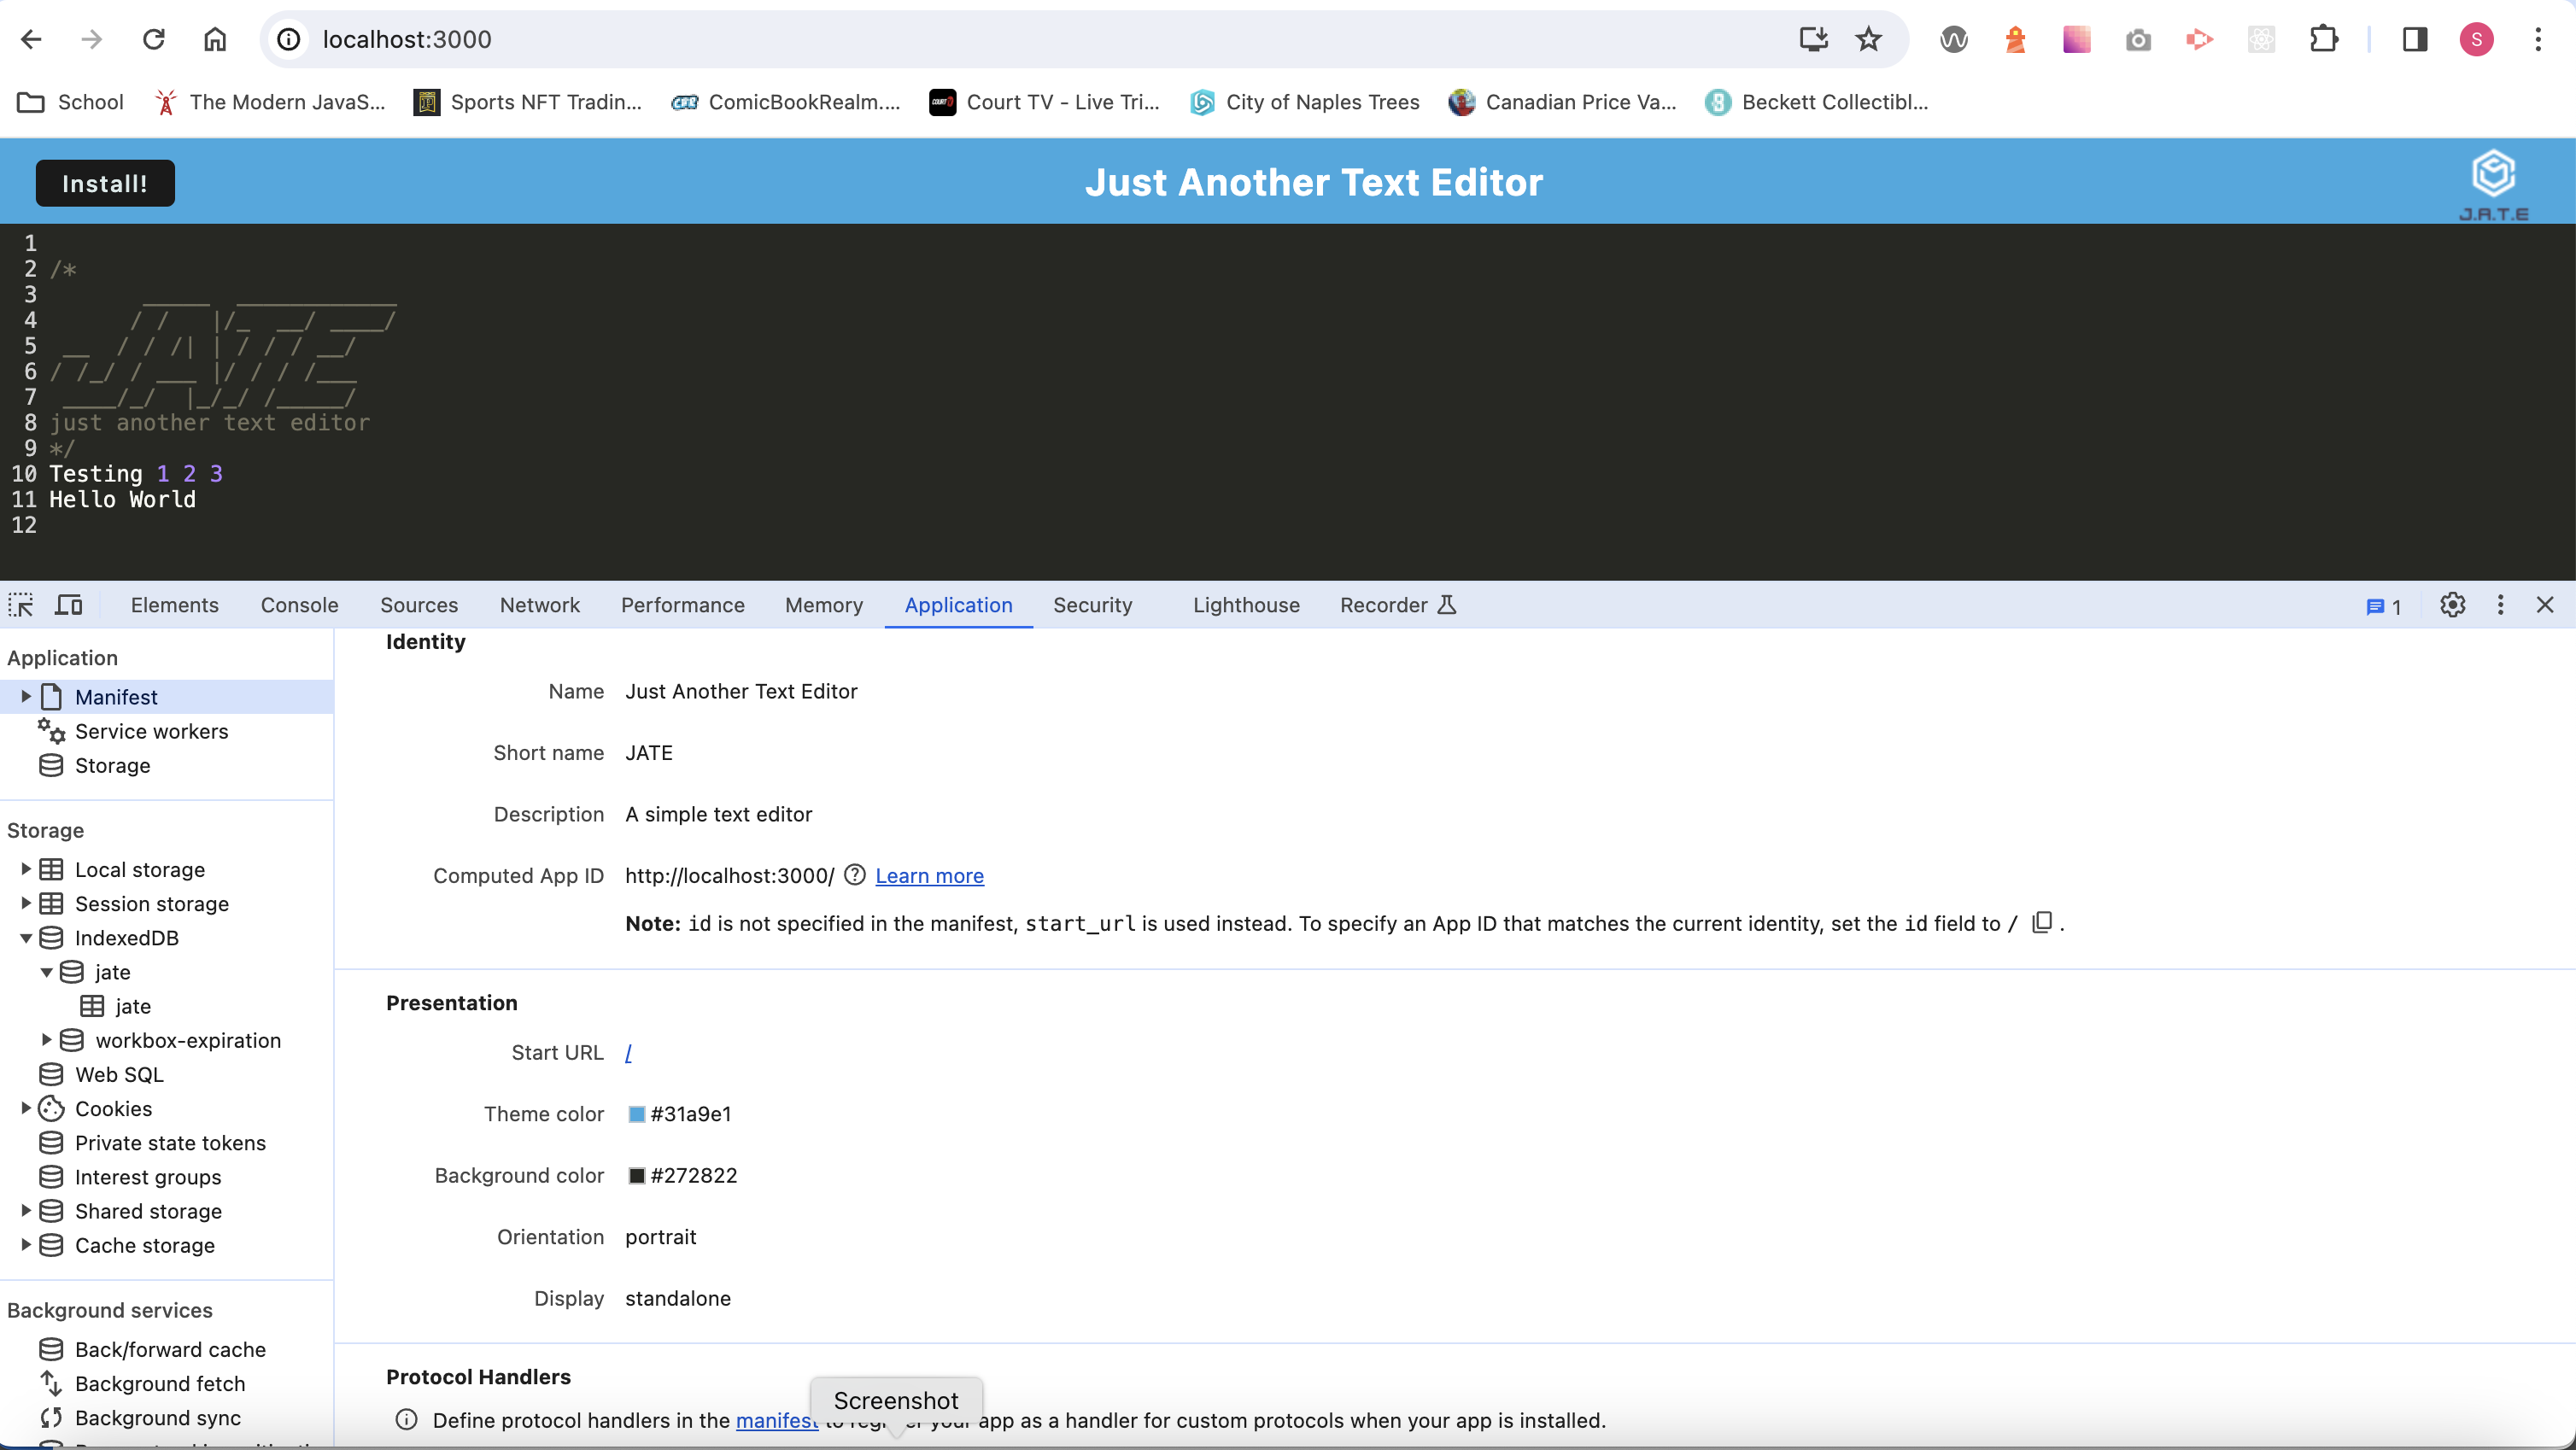 localhost:3000
S
School
The Modern JavaS...
Sports NFT Tradin...
ComicBookRealm....
Court TV - Live Tri...
City of Naples Trees
Canadian Price Va...
Beckett Collectibl...
Install!
Just Another Text Editor
J.A.T.E
1
2 /*
3
4
5
6
7
8 just another text editor
9 */
10 Testing 1 2 3
11 Hello World
12
Elements Console Sources Network Performance Memory Application Security Lighthouse Recorder 1
Application
Manifest
Service workers
Storage
Storage
Local storage
Session storage
IndexedDB
jate
jate
workbox-expiration
Web SQL
Cookies
Private state tokens
Interest groups
Shared storage
Cache storage
Background services
Back/forward cache
Background fetch
Background sync
Identity
Name Just Another Text Editor
Short name JATE
Description A simple text editor
Computed App ID http://localhost:3000/ Learn more
Note: id is not specified in the manifest, start_url is used instead. To specify an App ID that matches the current identity, set the id field to / .
Presentation
Start URL /
Theme color #31a9e1
Background color #272822
Orientation portrait
Display standalone
Protocol Handlers
Screenshot
Define protocol handlers in the manifest to your app as a handler for custom protocols when your app is installed.